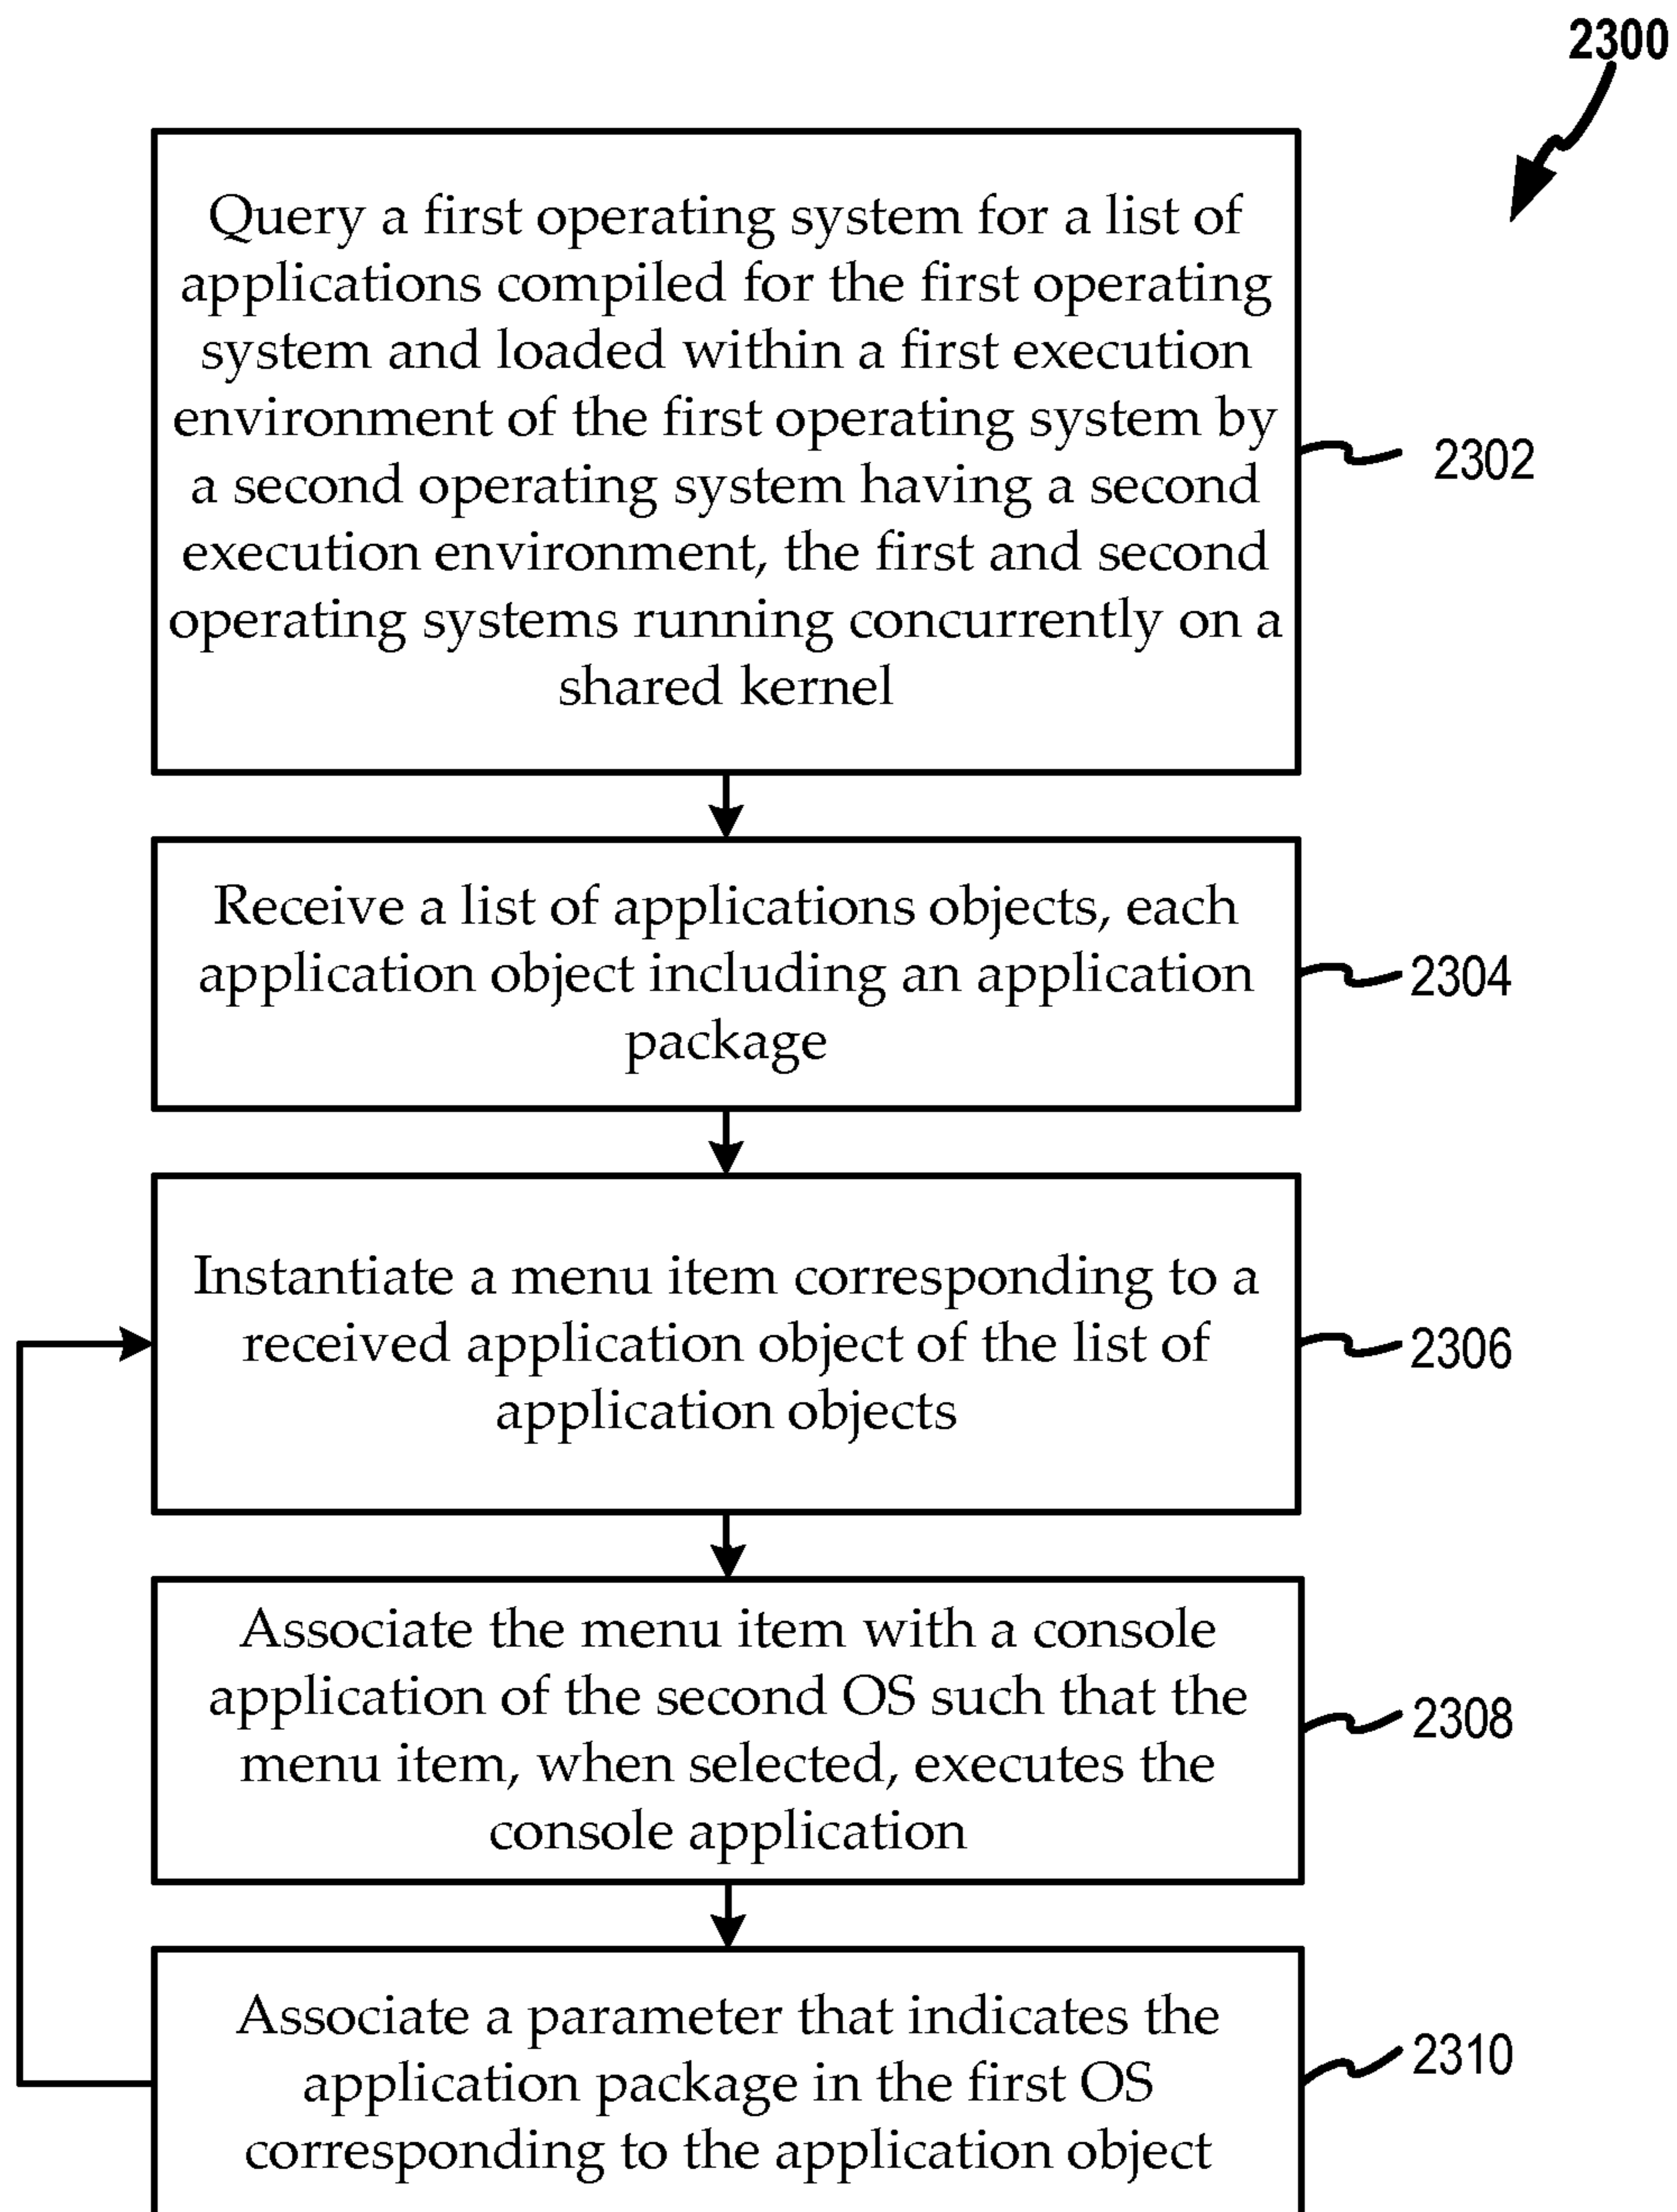 2300
Query a first operating system for a list of
applications compiled for the first operating
system and loaded within a first execution
environment of the first operating system by
a second operating system having a second
execution environment, the first and second
operating systems running concurrently on a
shared kernel
2302
Receive a list of applications objects, each
application object including an application
package
2304
Instantiate a menu item corresponding to a
received application object of the list of
application objects
2306
Associate the menu item with a console
application of the second OS such that the
menu item, when selected, executes the
console application
2308
Associate a parameter that indicates the
application package in the first OS
corresponding to the application object
2310